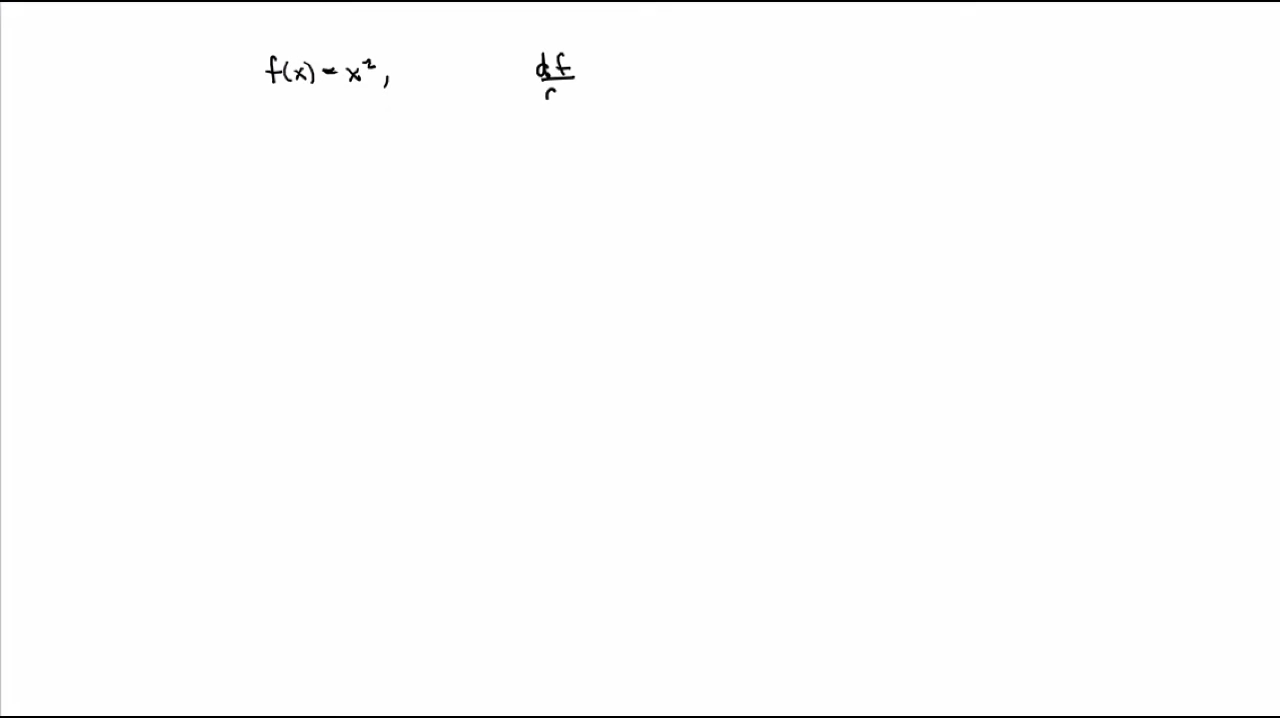 f(x) = x², df